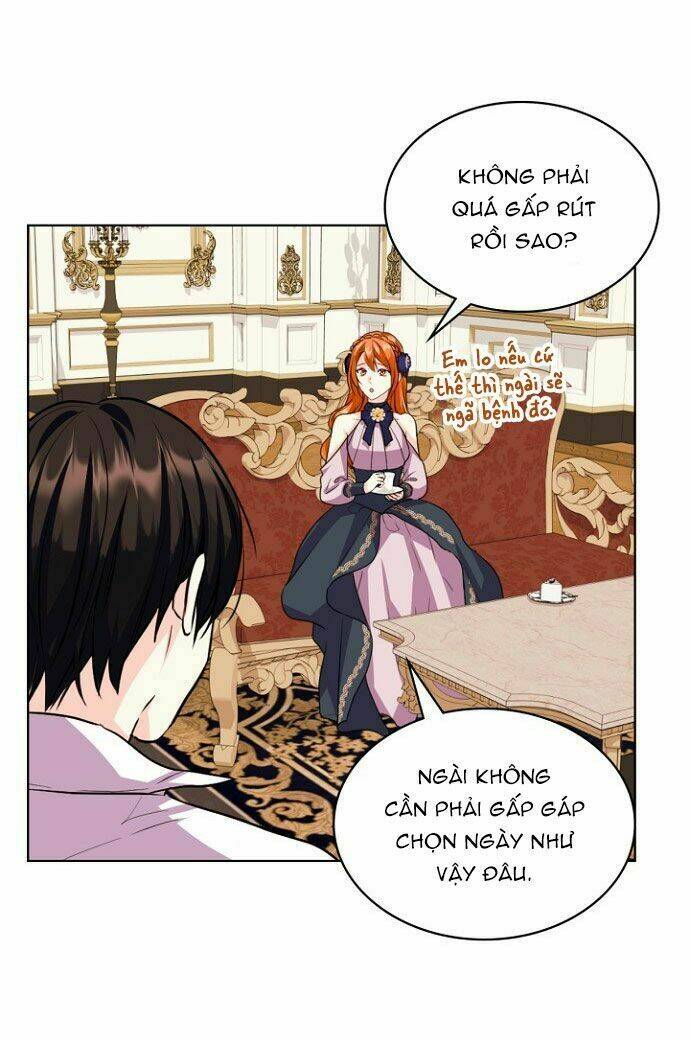 KHÔNG PHẢI
QUÁ GẤP RÚT
RỒI SAO?
Em lo nếu cứ
thế thì ngài sẽ
ngã bệnh đó.
NGÀI KHÔNG
CẦN PHẢI GẤP GÁP
CHỌN NGÀY NHƯ
VẬY ĐÂU.